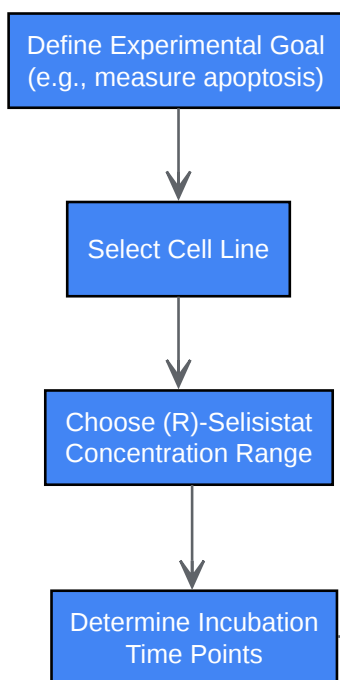 Define Experimental Goal
(e.g., measure apoptosis)
Select Cell Line
Choose (R)-Selisistat
Concentration Range
Determine Incubation
Time Points